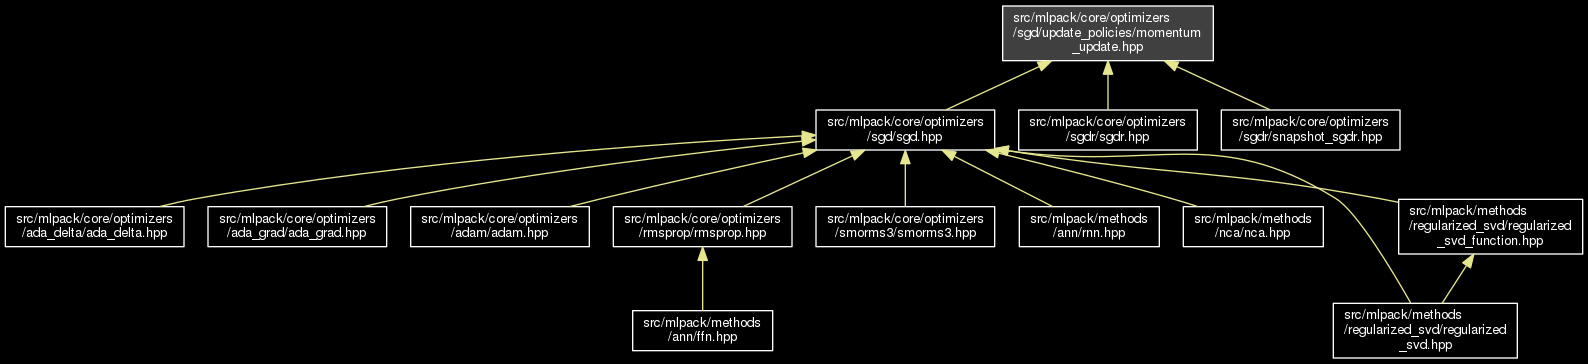 src/mlpack/core/optimizers
/sgd/update_policies/momentum
_update.hpp
src/mlpack/core/optimizers
/sgd/sgd.hpp
src/mlpack/core/optimizers
/sgdr/sgdr.hpp
src/mlpack/core/optimizers
/sgdr/snapshot_sgdr.hpp
src/mlpack/core/optimizers
/ada_delta/ada_delta.hpp
src/mlpack/core/optimizers
/ada_grad/ada_grad.hpp
src/mlpack/core/optimizers
/adam/adam.hpp
src/mlpack/core/optimizers
/rmsprop/rmsprop.hpp
src/mlpack/core/optimizers
/smorms3/smorms3.hpp
src/mlpack/methods
/ann/rnn.hpp
src/mlpack/methods
/nca/nca.hpp
src/mlpack/methods
/regularized_svd/regularized
_svd_function.hpp
src/mlpack/methods
/ann/ffn.hpp
src/mlpack/methods
/regularized_svd/regularized
_svd.hpp